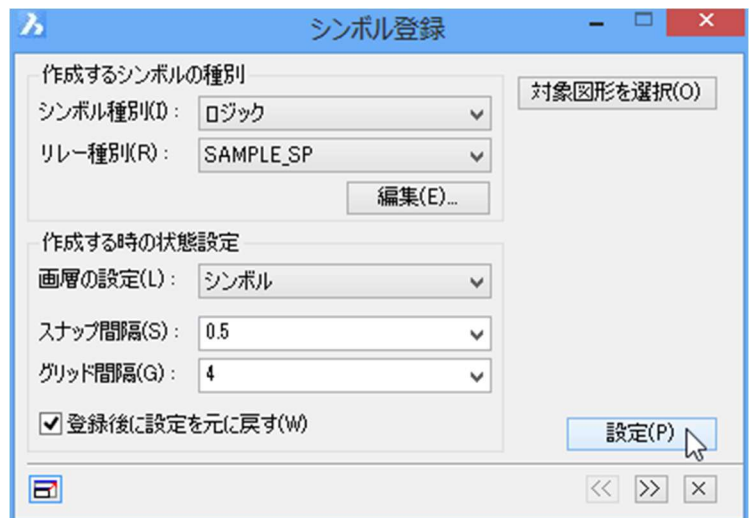 シンボル登録
作成するシンボルの種別
対象図形を選択(O)
シンボル種別(I)： ロジック
リレー種別(R)： SAMPLE_SP
編集(E)...
作成する時の状態設定
画層の設定(L)： シンボル
スナップ間隔(S)： 0.5
グリッド間隔(G)： 4
登録後に設定を元に戻す(W)
設定(P)